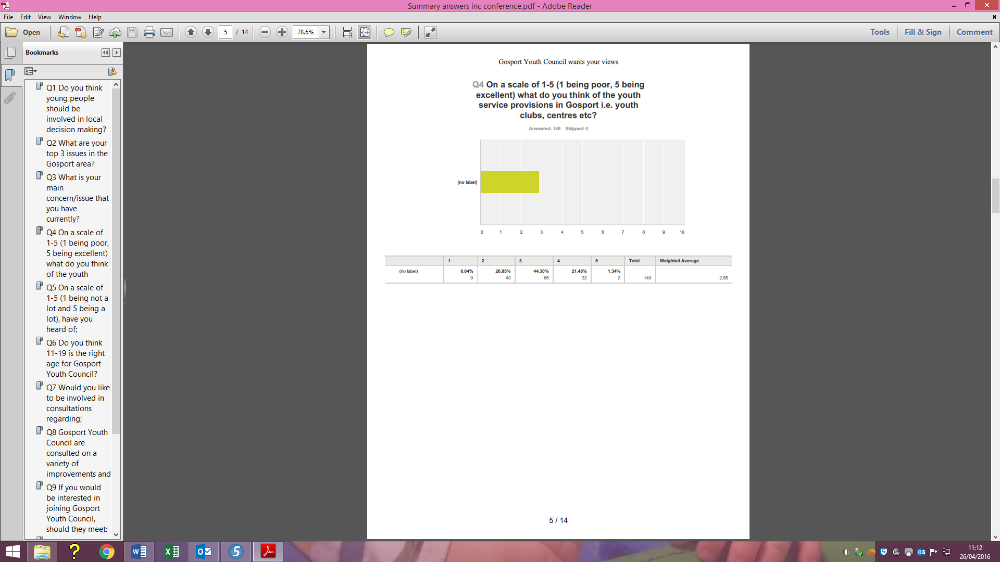 Summary answers inc conference.pdf - Adobe Reader
File Edit View Window Help
Open 5 / 14 78.6% Tools Fill & Sign Comment
Bookmarks
Q1 Do you think
young people
should be
involved in local
decision making?
Q2 What are your
top 3 issues in the
Gosport area?
Q3 What is your
main
concern/issue that
you have
currently?
Q4 On a scale of
1-5 (1 being poor,
5 being excellent)
what do you think
of the youth
Q5 On a scale of
1-5 (1 being not a
lot and 5 being a
lot), have you
heard of;
Q6 Do you think
11-19 is the right
age for Gosport
Youth Council?
Q7 Would you like
to be involved in
consultations
regarding;
Q8 Gosport Youth
Council are
consulted on a
variety of
improvements and
Q9 If you would
be interested in
joining Gosport
Youth Council,
should they meet:
Gosport Youth Council wants your views
Q4 On a scale of 1-5 (1 being poor, 5 being
excellent) what do you think of the youth
service provisions in Gosport i.e. youth
clubs, centres etc?
Answered: 149 Skipped: 0
(no label)
0 1 2 3 4 5 6 7 8 9 10
1 2 3 4 5 Total Weighted Average
(no label) 6.04% 26.85% 44.30% 21.48% 1.34%
9 40 66 32 2 149 2.85
5 / 14
11:12
26/04/2016